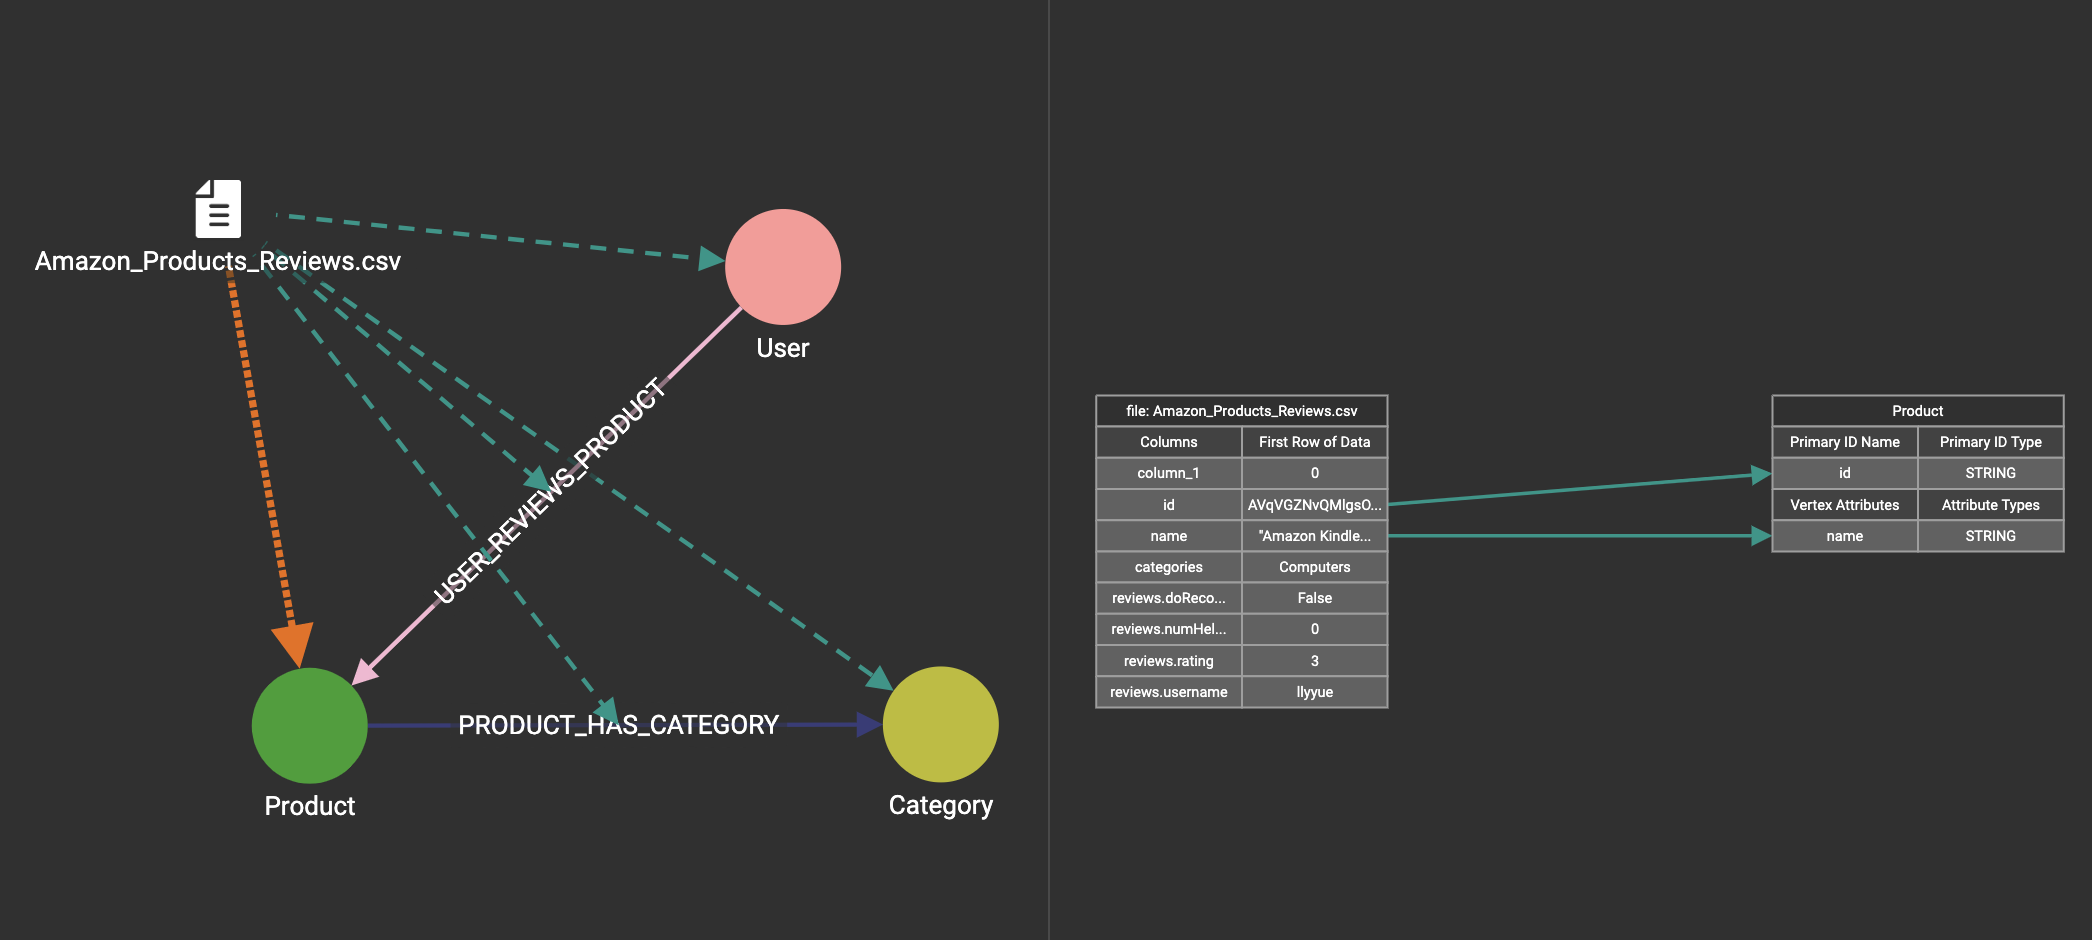 Amazon_Products_Reviews.csv
User
USER_REVIEWS_PRODUCT
PRODUCT_HAS_CATEGORY
Product
Category
file: Amazon_Products_Reviews.csv
Columns First Row of Data
column_1 0
id AVqVGZNvQMlgsO...
name "Amazon Kindle...
categories Computers
reviews.doReco... False
reviews.numHel... 0
reviews.rating 3
reviews.username llyyue
Product
Primary ID Name Primary ID Type
id STRING
Vertex Attributes Attribute Types
name STRING